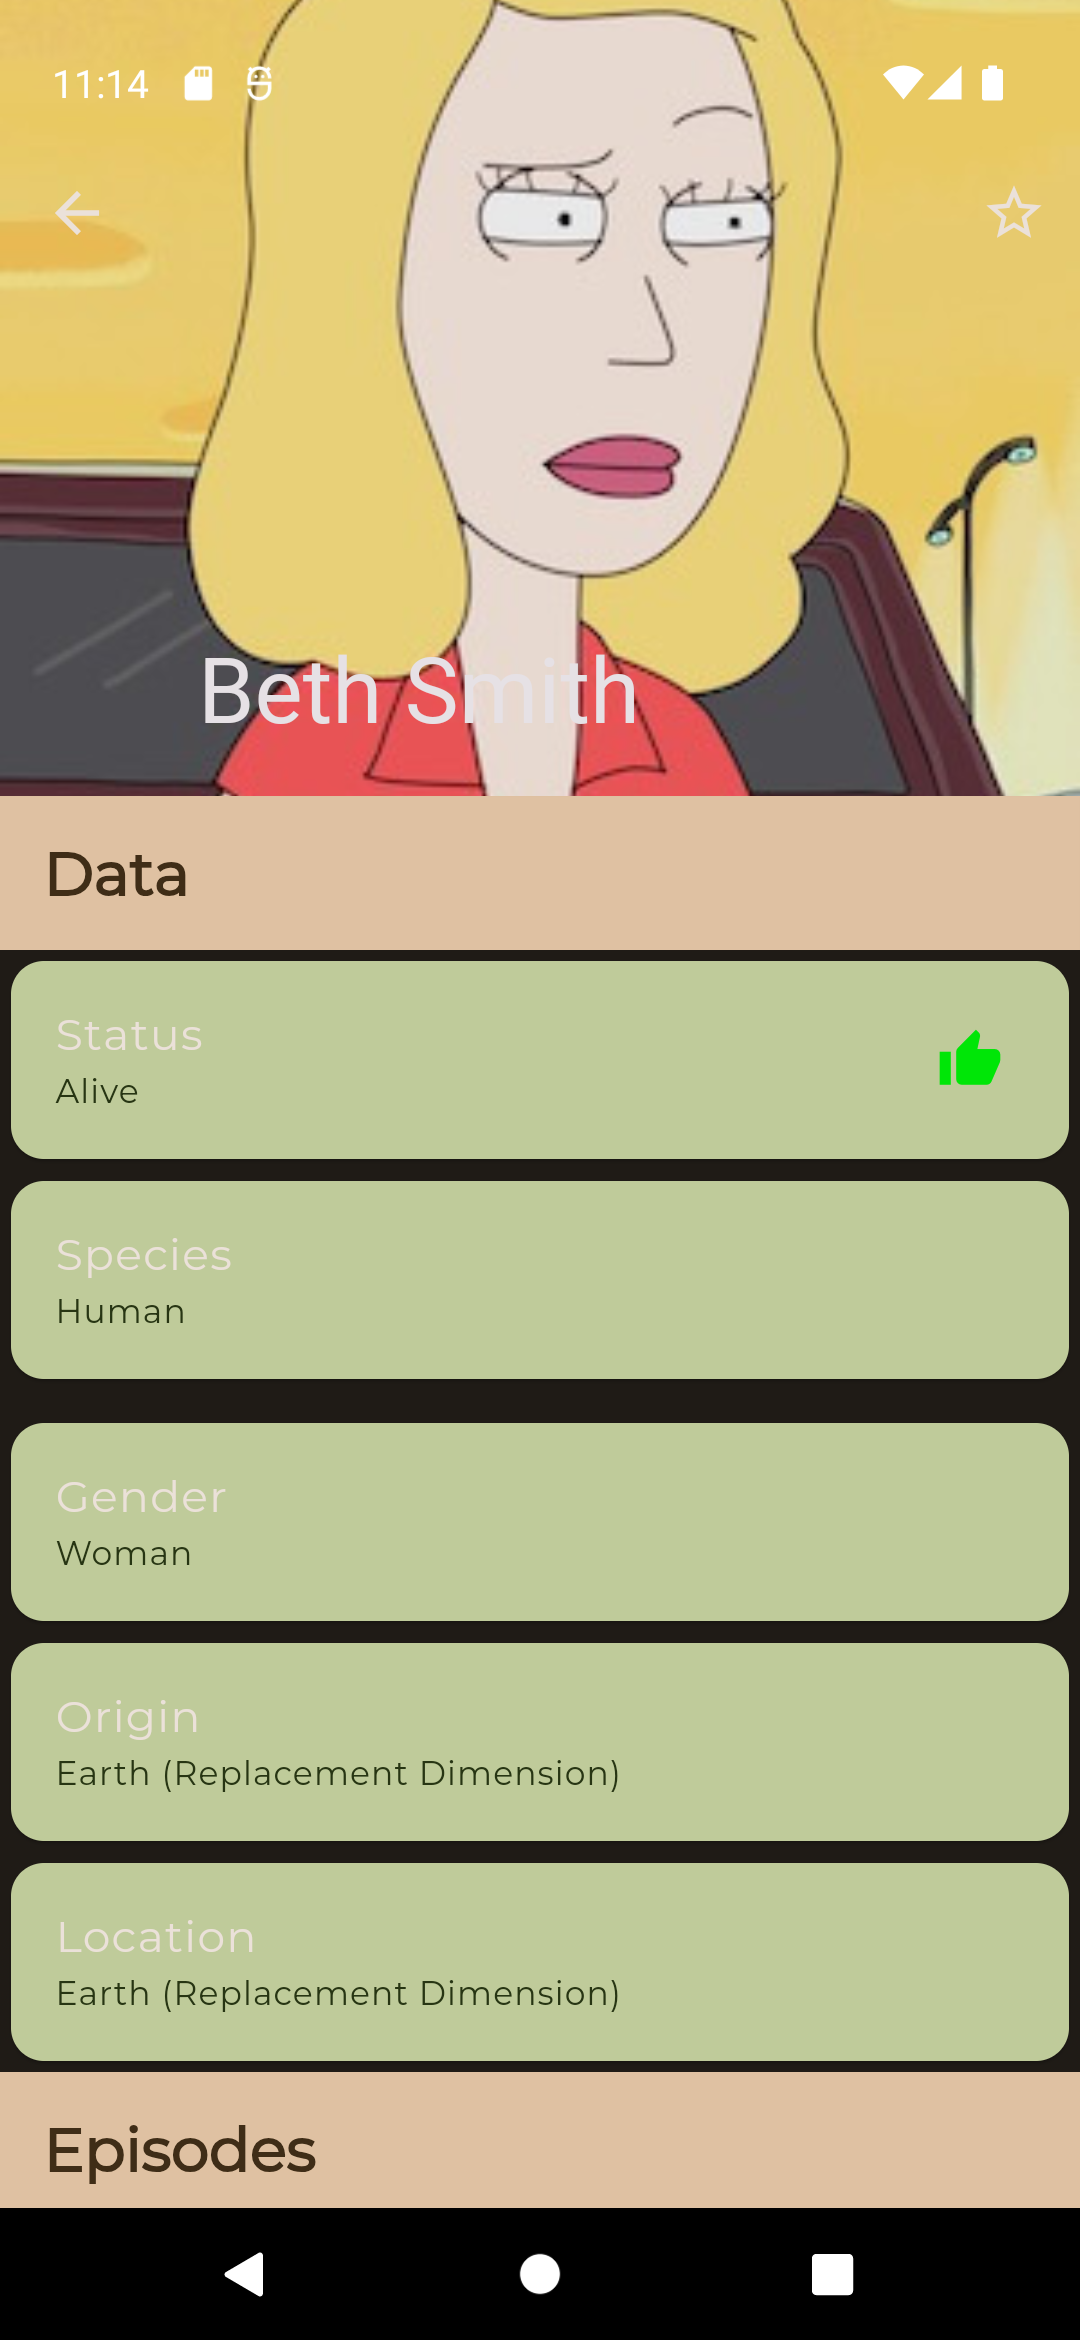 11:14
Beth Smith
Data
Status
Alive
Species
Human
Gender
Woman
Origin
Earth (Replacement Dimension)
Location
Earth (Replacement Dimension)
Episodes